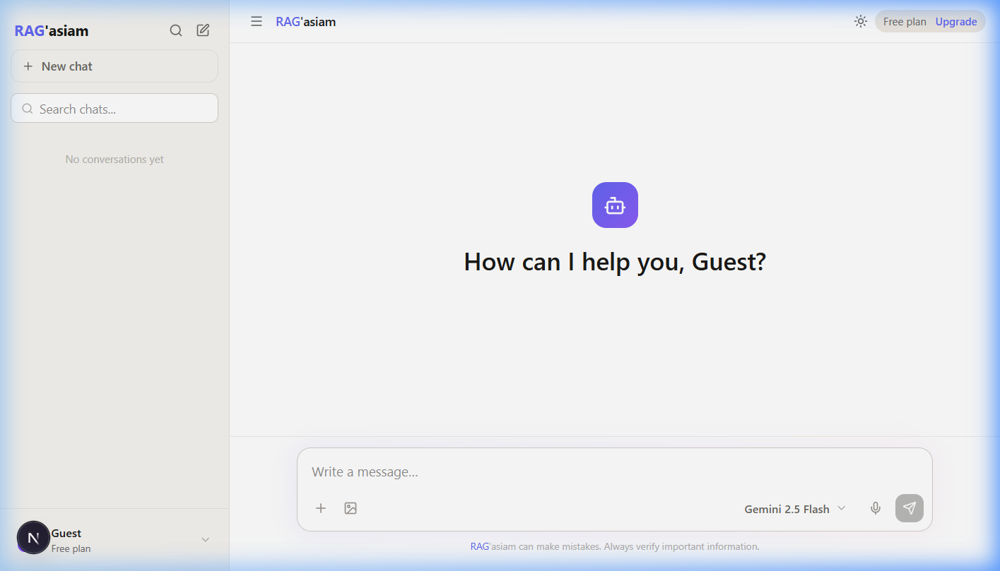 RAG'asiam
New chat
Search chats...
No conversations yet
N
Guest
Free plan
RAG'asiam
Free plan Upgrade
How can I help you, Guest?
Write a message...
Gemini 2.5 Flash
RAG'asiam can make mistakes. Always verify important information.